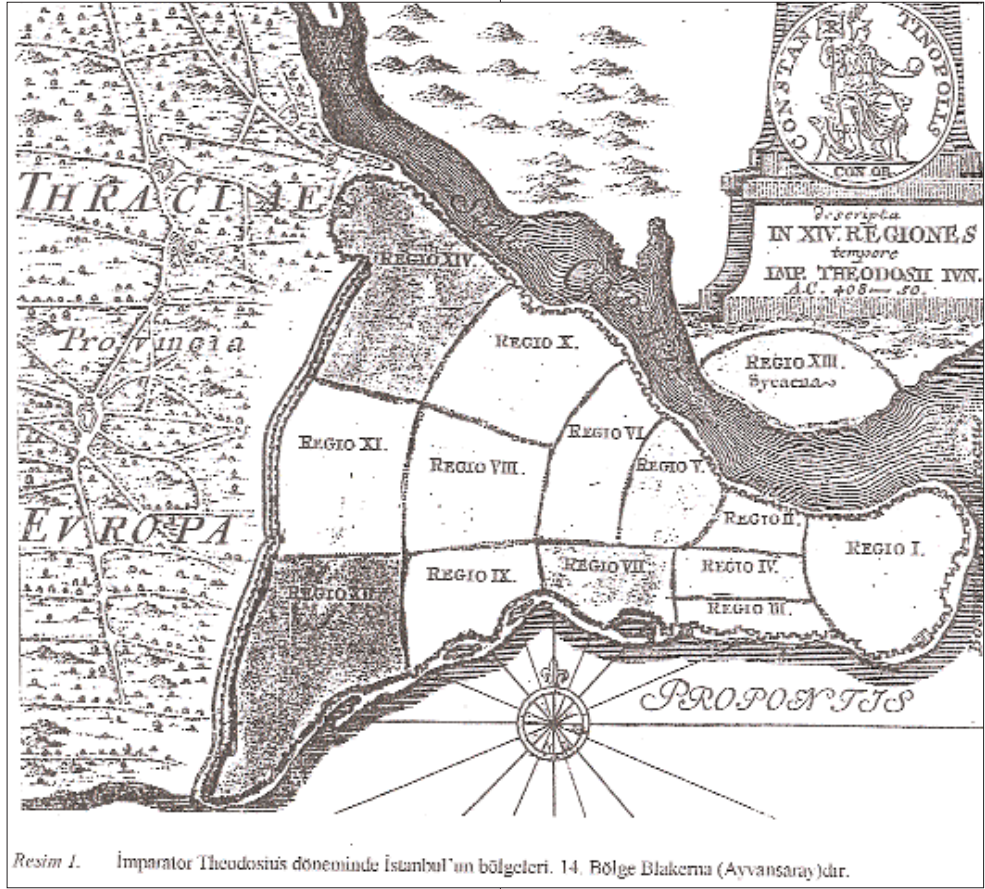 CONSTANTINOPOLIS
CON OB
descripta
IN XIV. REGIONES
tempore
IMP. THEODOSII IVN.
A.C. 408–50.
THRACIAE
Provincia
EVROPA
REGIO XIV
REGIO X.
REGIO XIII.
Sycaena
REGIO XI.
REGIO VIII.
REGIO VI.
REGIO V.
REGIO II.
REGIO I.
REGIO XII
REGIO IX.
REGIO VII
REGIO IV.
REGIO III.
PROPONTIS
Resim 1. İmparator Theodosius döneminde İstanbul'un bölgeleri. 14. Bölge Blakerna (Ayvansaray)dır.